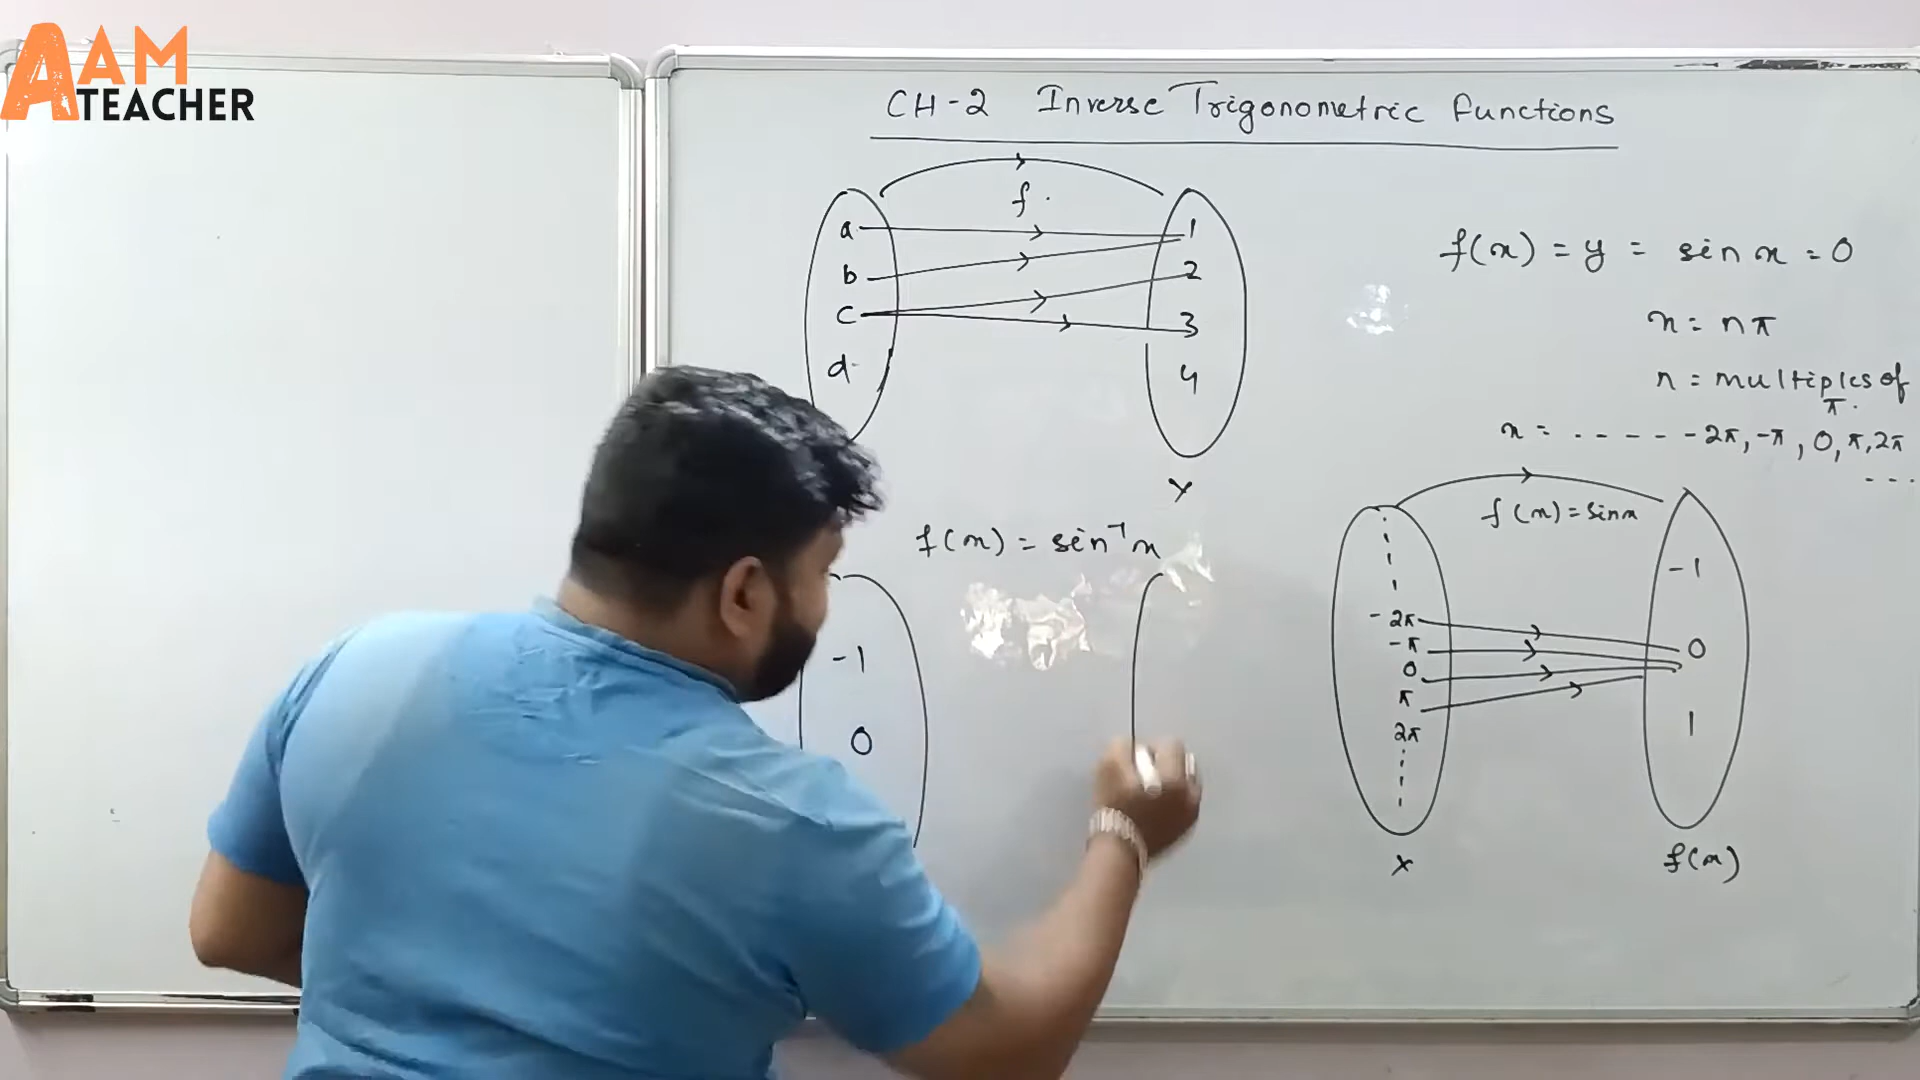 AAM
TEACHER
CH-2 Inverse Trigonometric Functions
f
a
b
c
d
1
2
3
4
Y
f(x) = y = sin x = 0
x = nπ
n = multiples of
π.
x = - - - - - 2π, -π, 0, π, 2π
- - -
f(x) = sin⁻¹x
-1
0
f(x) = sinx
-2π
-π
0
π
2π
-1
0
1
X
f(x)